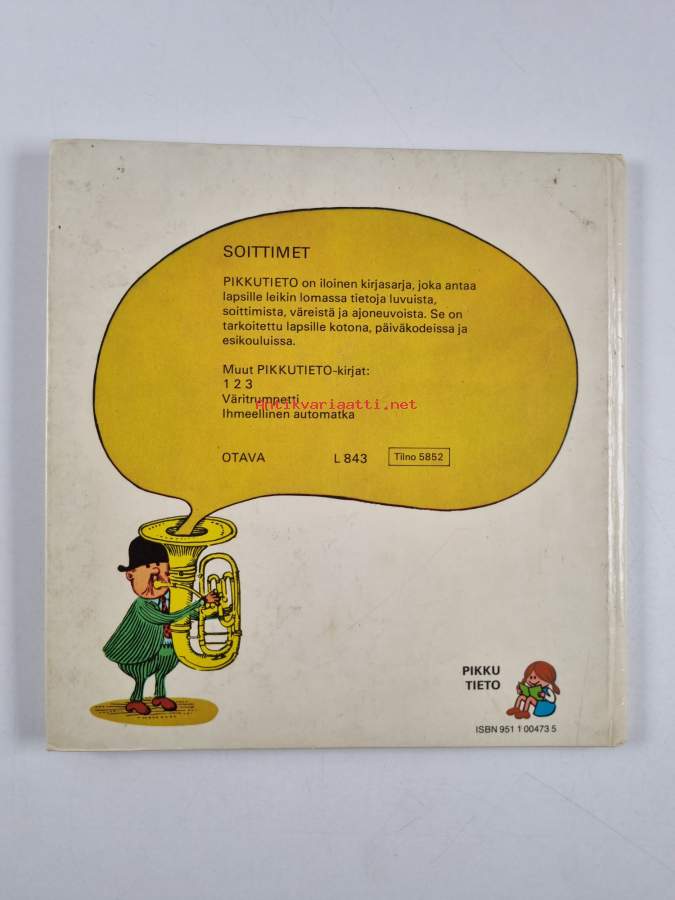 SOITTIMET
PIKKUTIETO on iloinen kirjasarja, joka antaa
lapsille leikin lomassa tietoja luvuista,
soittimista, väreistä ja ajoneuvoista. Se on
tarkoitettu lapsille kotona, päiväkodeissa ja
esikouluissa.
Muut PIKKUTIETO-kirjat:
1 2 3
Väritrumpetti
Antikvariaatti.net
Ihmeellinen automatka
OTAVA L 843 Tilno 5852
PIKKU
TIETO
ISBN 951 1 00473 5